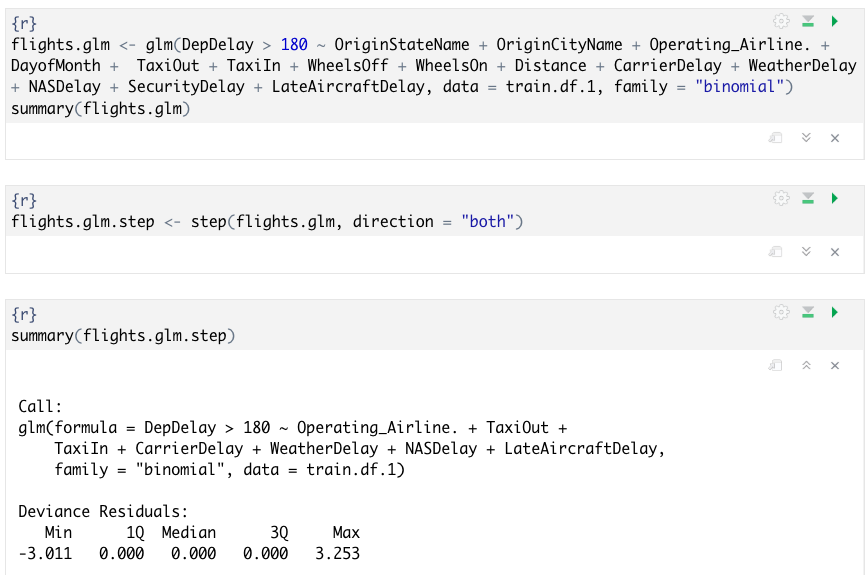 {r}
flights.glm <- glm(DepDelay > 180 ~ OriginStateName + OriginCityName + Operating_Airline. +
DayofMonth +  TaxiOut + TaxiIn + WheelsOff + WheelsOn + Distance + CarrierDelay + WeatherDelay
+ NASDelay + SecurityDelay + LateAircraftDelay, data = train.df.1, family = "binomial")
summary(flights.glm)
{r}
flights.glm.step <- step(flights.glm, direction = "both")
{r}
summary(flights.glm.step)
Call:
glm(formula = DepDelay > 180 ~ Operating_Airline. + TaxiOut +
    TaxiIn + CarrierDelay + WeatherDelay + NASDelay + LateAircraftDelay,
    family = "binomial", data = train.df.1)
Deviance Residuals:
   Min      1Q  Median      3Q     Max
-3.011   0.000   0.000   0.000   3.253